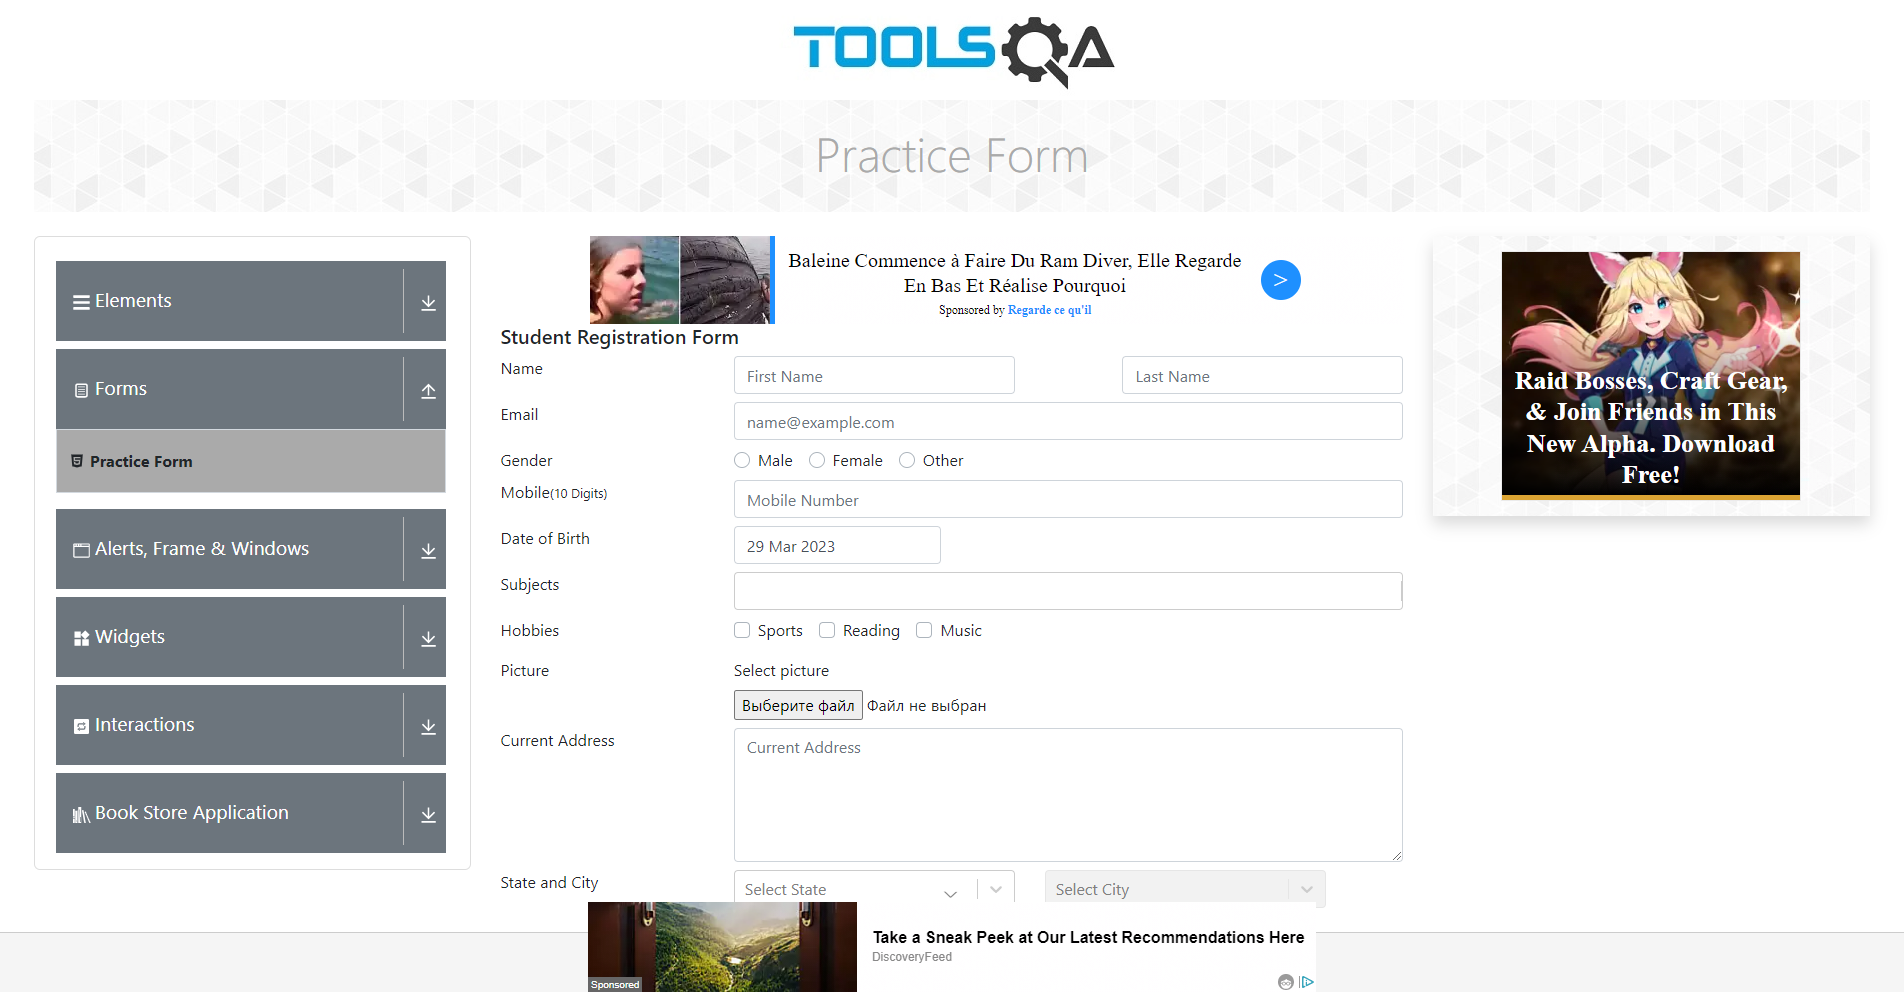 TOOLSQA
Practice Form
Elements
Forms
Practice Form
Alerts, Frame & Windows
Widgets
Interactions
Book Store Application
Baleine Commence à Faire Du Ram Diver, Elle Regarde
En Bas Et Réalise Pourquoi
Sponsored by Regarde ce qu'il
>
Student Registration Form
Name
First Name
Last Name
Email
name@example.com
Gender
Male
Female
Other
Mobile(10 Digits)
Mobile Number
Date of Birth
29 Mar 2023
Subjects
Hobbies
Sports
Reading
Music
Picture
Select picture
Выберите файл
Файл не выбран
Current Address
Current Address
State and City
Select State
Select City
Raid Bosses, Craft Gear,
& Join Friends in This
New Alpha. Download
Free!
Take a Sneak Peek at Our Latest Recommendations Here
DiscoveryFeed
Sponsored